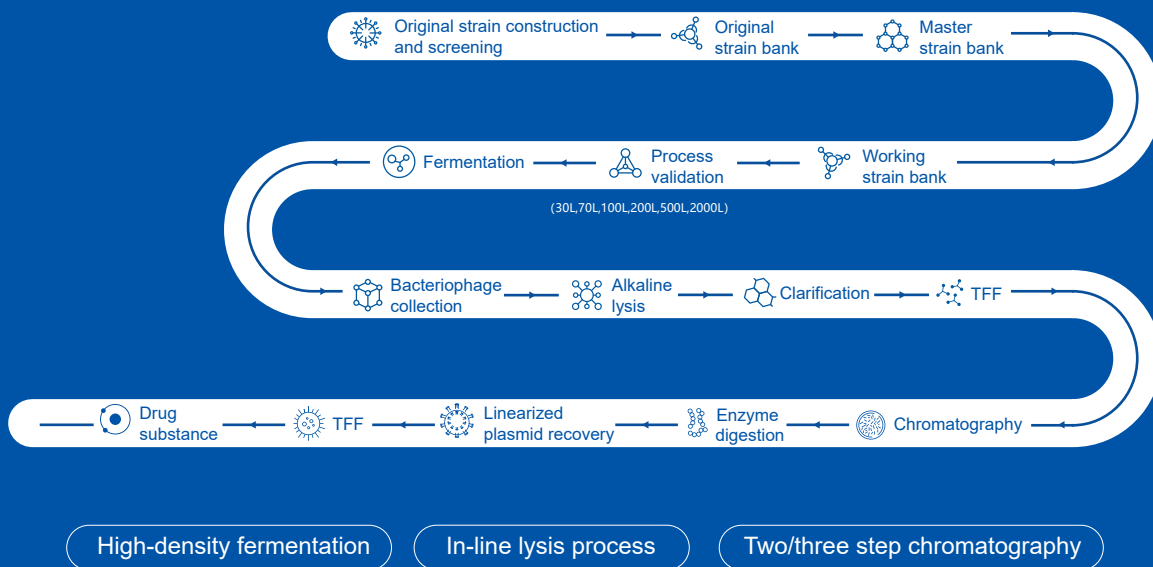 Original strain construction
and screening
Original
strain bank
Master
strain bank
Working
strain bank
Process
validation
(30L,70L,100L,200L,500L,2000L)
Fermentation
Bacteriophage
collection
Alkaline
lysis
Clarification
TFF
Chromatography
Enzyme
digestion
Linearized
plasmid recovery
TFF
Drug
substance
High-density fermentation
In-line lysis process
Two/three step chromatography